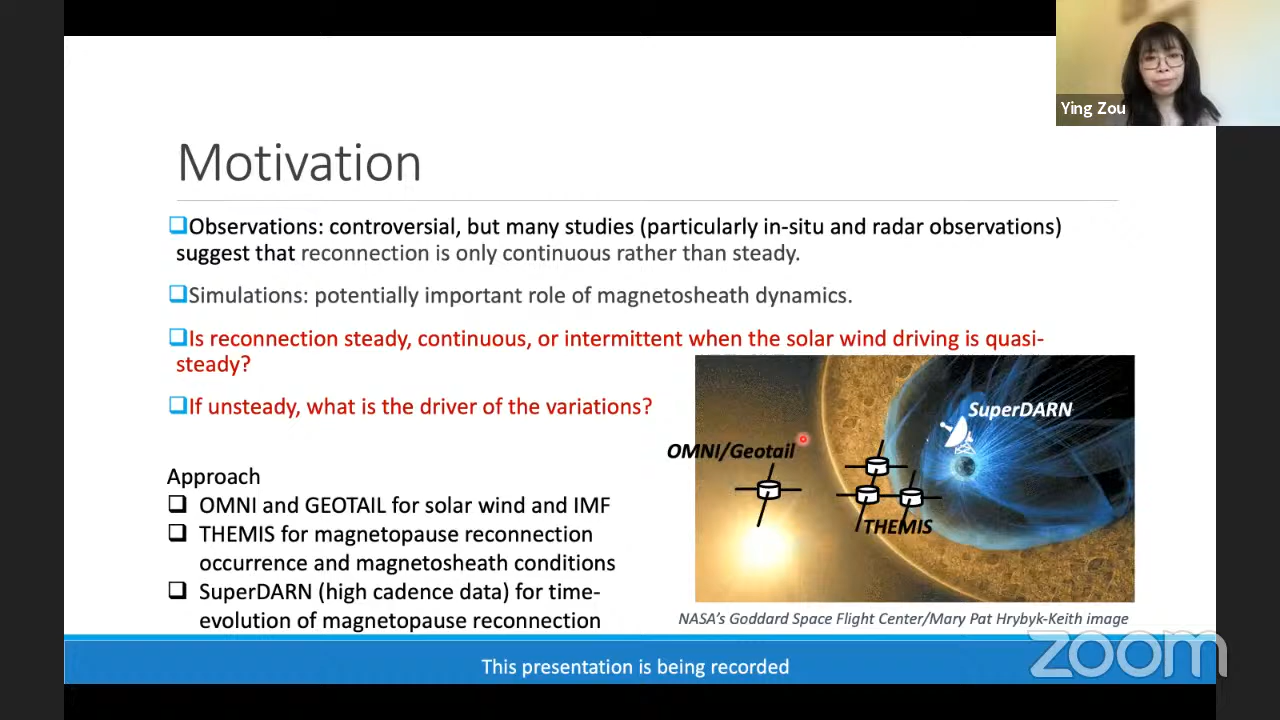 Ying Zou
Motivation
Observations: controversial, but many studies (particularly in-situ and radar observations)
suggest that reconnection is only continuous rather than steady.
Simulations: potentially important role of magnetosheath dynamics.
Is reconnection steady, continuous, or intermittent when the solar wind driving is quasi-
steady?
If unsteady, what is the driver of the variations?
SuperDARN
OMNI/Geotail
THEMIS
Approach
OMNI and GEOTAIL for solar wind and IMF
THEMIS for magnetopause reconnection
occurrence and magnetosheath conditions
SuperDARN (high cadence data) for time-
evolution of magnetopause reconnection
NASA's Goddard Space Flight Center/Mary Pat Hrybyk-Keith image
This presentation is being recorded
zoom